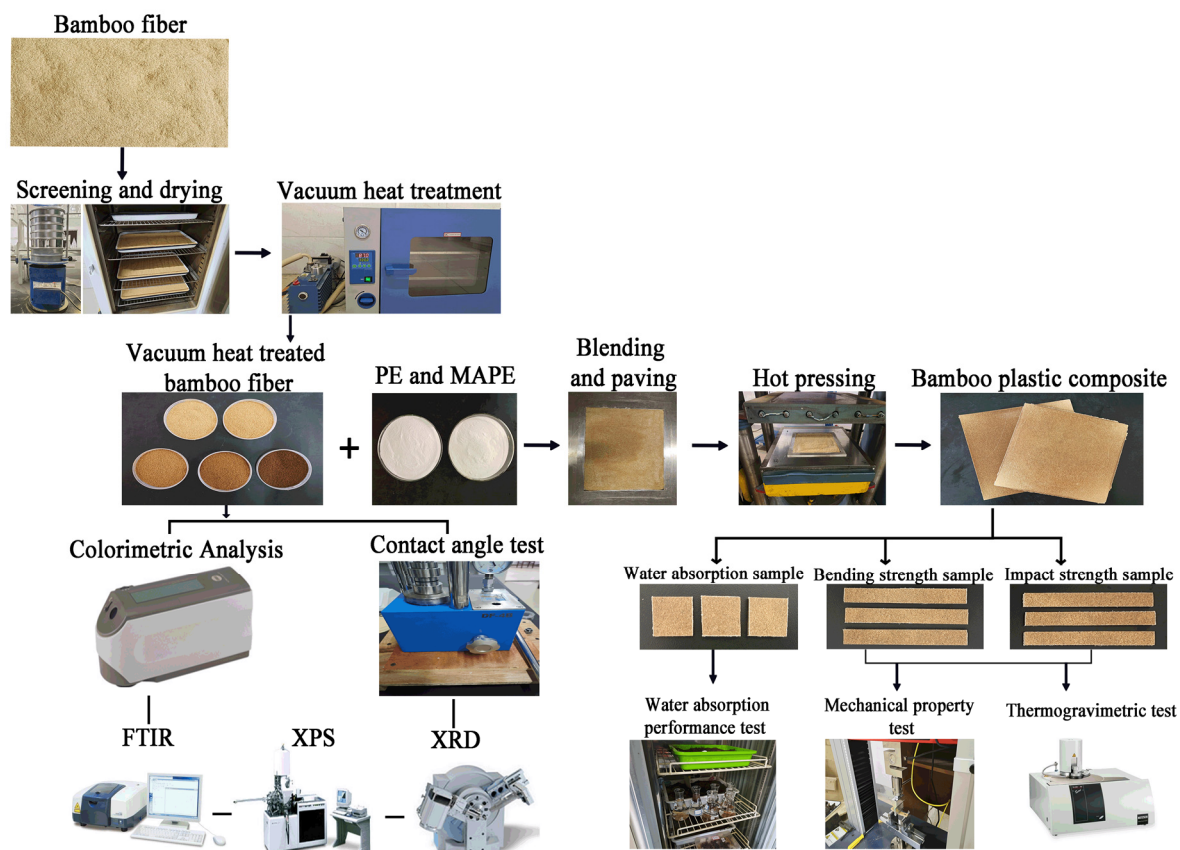 Bamboo fiber
Screening and drying
Vacuum heat treatment
Vacuum heat treated
bamboo fiber
PE and MAPE
Blending
and paving
Hot pressing
Bamboo plastic composite
+
Colorimetric Analysis
Contact angle test
Water absorption sample
Bending strength sample
Impact strength sample
FTIR
XPS
XRD
Water absorption
performance test
Mechanical property
test
Thermogravimetric test